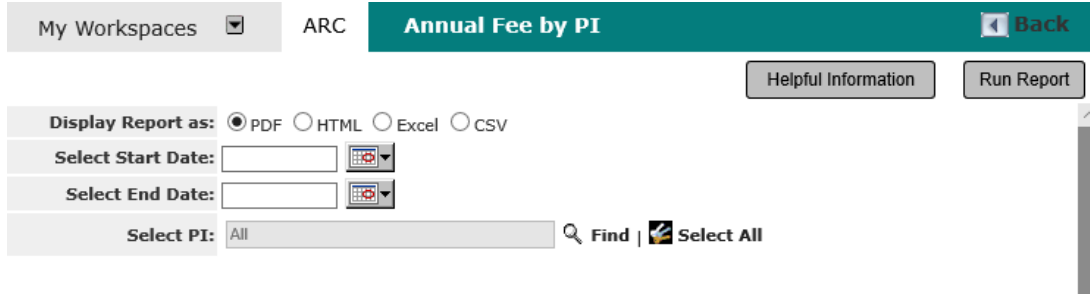 My Workspaces ARC Annual Fee by PI Back
Helpful Information Run Report
Display Report as: PDF HTML Excel CSV
Select Start Date:
Select End Date:
Select PI: All Find | Select All